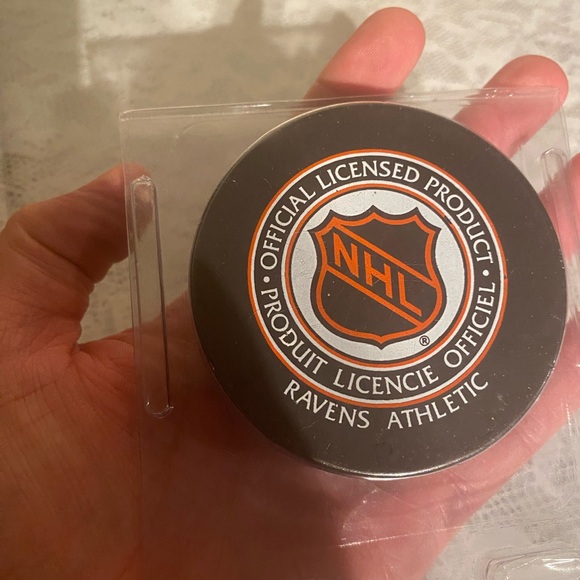 • OFFICIAL LICENSED PRODUCT •
NHL
®
PRODUIT LICENCIE OFFICIEL
RAVENS ATHLETIC